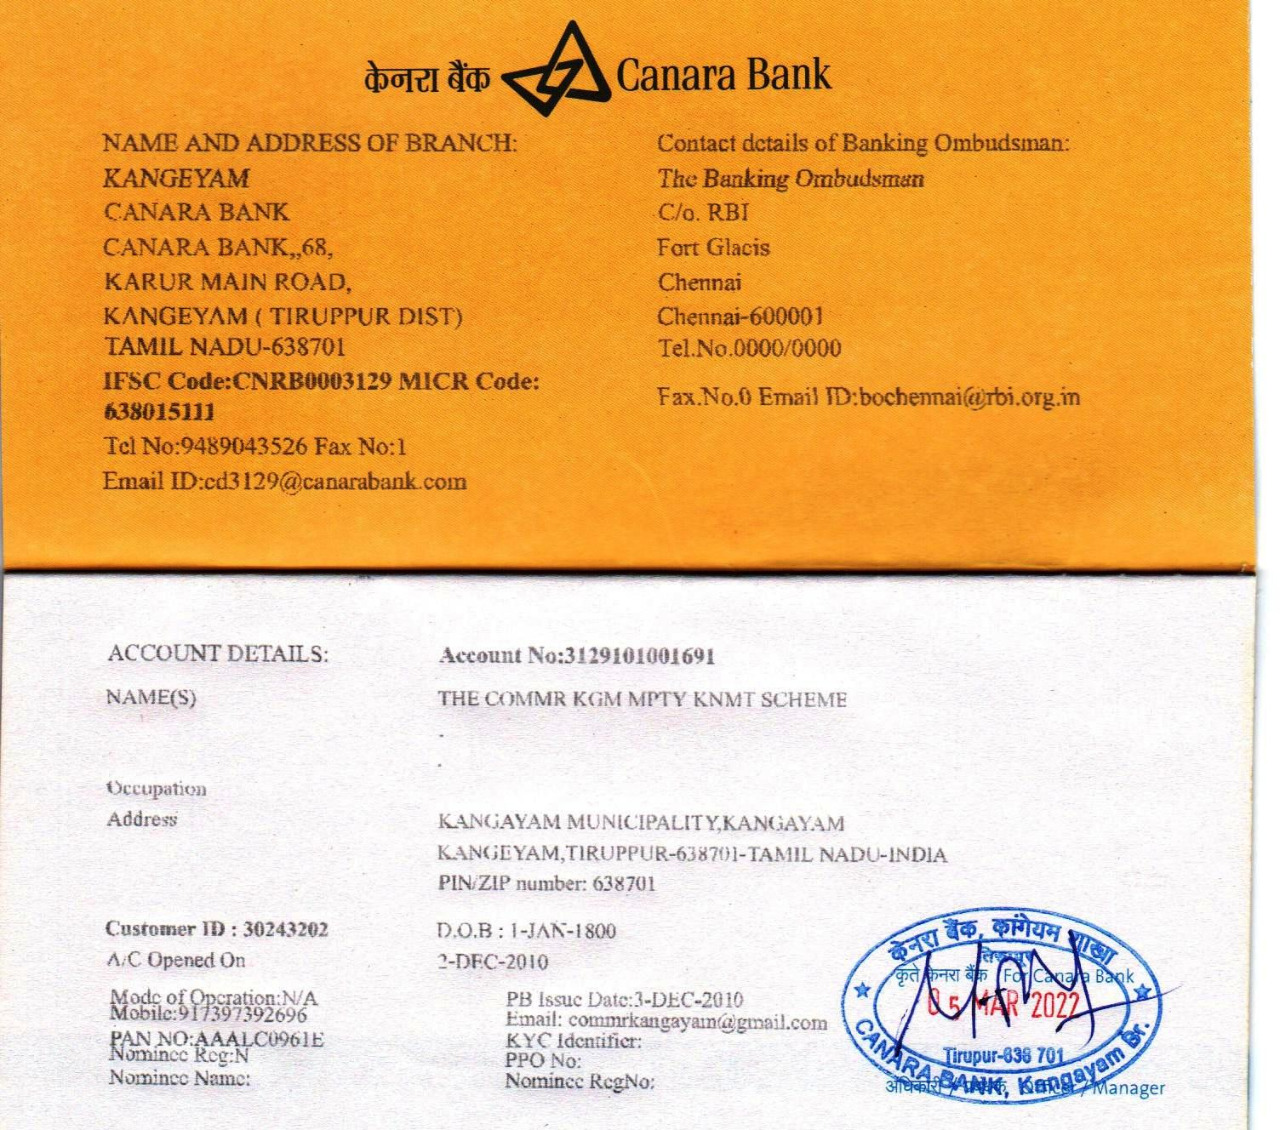 केनरा बैंक Canara Bank
NAME AND ADDRESS OF BRANCH:
KANGEYAM
CANARA BANK
CANARA BANK,,68,
KARUR MAIN ROAD,
KANGEYAM ( TIRUPPUR DIST)
TAMIL NADU-638701
IFSC Code:CNRB0003129 MICR Code:
638015111
Tel No:9489043526 Fax No:1
Email ID:cd3129@canarabank.com
Contact details of Banking Ombudsman:
The Banking Ombudsman
C/o. RBI
Fort Glacis
Chennai
Chennai-600001
Tel.No.0000/0000
Fax.No.0 Email ID:bochennai@rbi.org.in
ACCOUNT DETAILS: Account No:3129101001691
NAME(S) THE COMMR KGM MPTY KNMT SCHEME
Occupation
Address KANGAYAM MUNICIPALITY,KANGAYAM
KANGEYAM,TIRUPPUR-638701-TAMIL NADU-INDIA
PIN/ZIP number: 638701
Customer ID : 30243202 D.O.B : 1-JAN-1800
A/C Opened On 2-DEC-2010
Mode of Operation:N/A PB Issue Date:3-DEC-2010
Mobile:917397392696 Email: commrkangayam@gmail.com
PAN NO:AAALC0961E KYC Identifier:
Nominee Reg:N PPO No:
Nominee Name: Nominee RegNo:
केनरा बैंक, कांगेयम शाखा
तिरुप्पूर
कृते केनरा बैंक / For Canara Bank
05 MAR 2022
Tirupur-638 701
CANARA BANK, Kangayam Br.
अधिकारी / / Manager